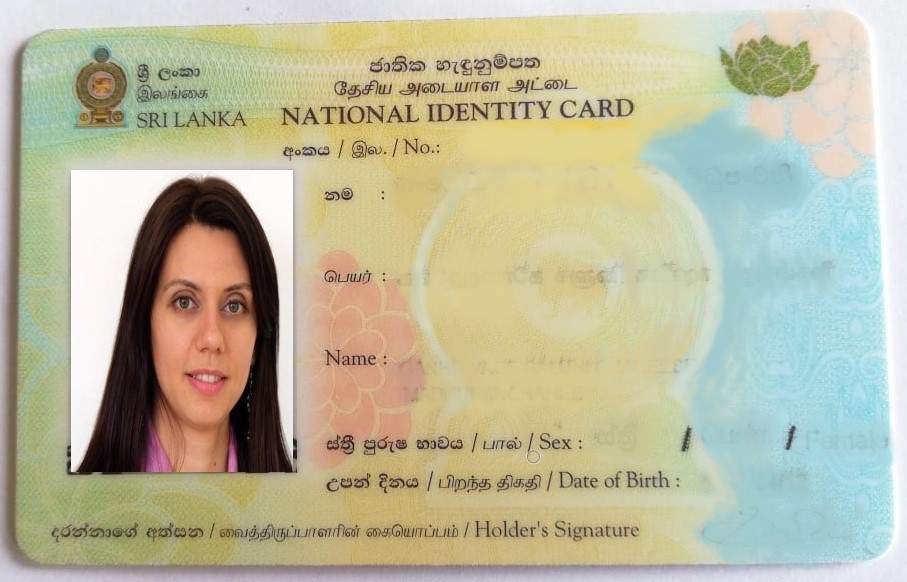 ශ්‍රී ලංකා
இலங்கை
SRI LANKA
ජාතික හැඳුනුම්පත
தேசிய அடையாள அட்டை
NATIONAL IDENTITY CARD
අංකය / இல. / No.:
නම :
பெயர் :
Name :
ස්ත්‍රී පුරුෂ භාවය / பால் / Sex : / /
උපන් දිනය / பிறந்த திகதி / Date of Birth :
දරන්නාගේ අත්සන / வைத்திருப்பாளரின் கையொப்பம் / Holder's Signature